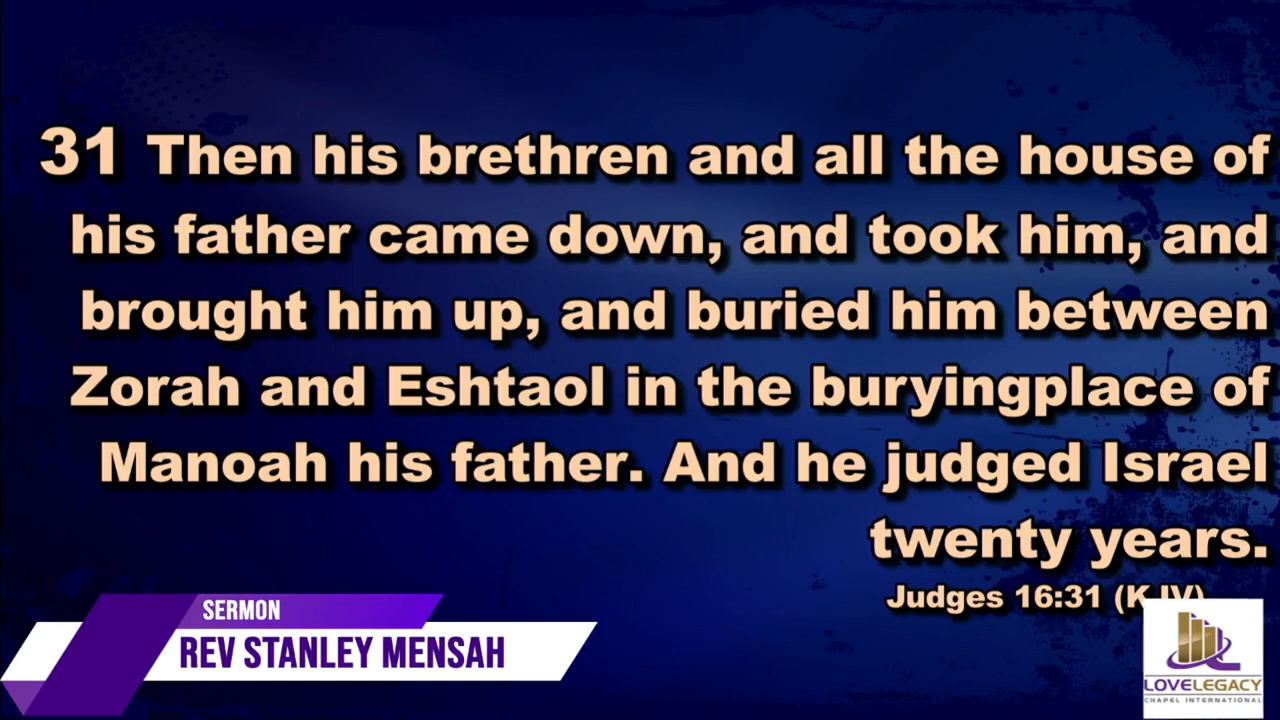 31 Then his brethren and all the house of
his father came down, and took him, and
brought him up, and buried him between
Zorah and Eshtaol in the buryingplace of
Manoah his father. And he judged Israel
twenty years.
Judges 16:31 (KJV)
SERMON
REV STANLEY MENSAH
LOVELEGACY
CHAPEL INTERNATIONAL